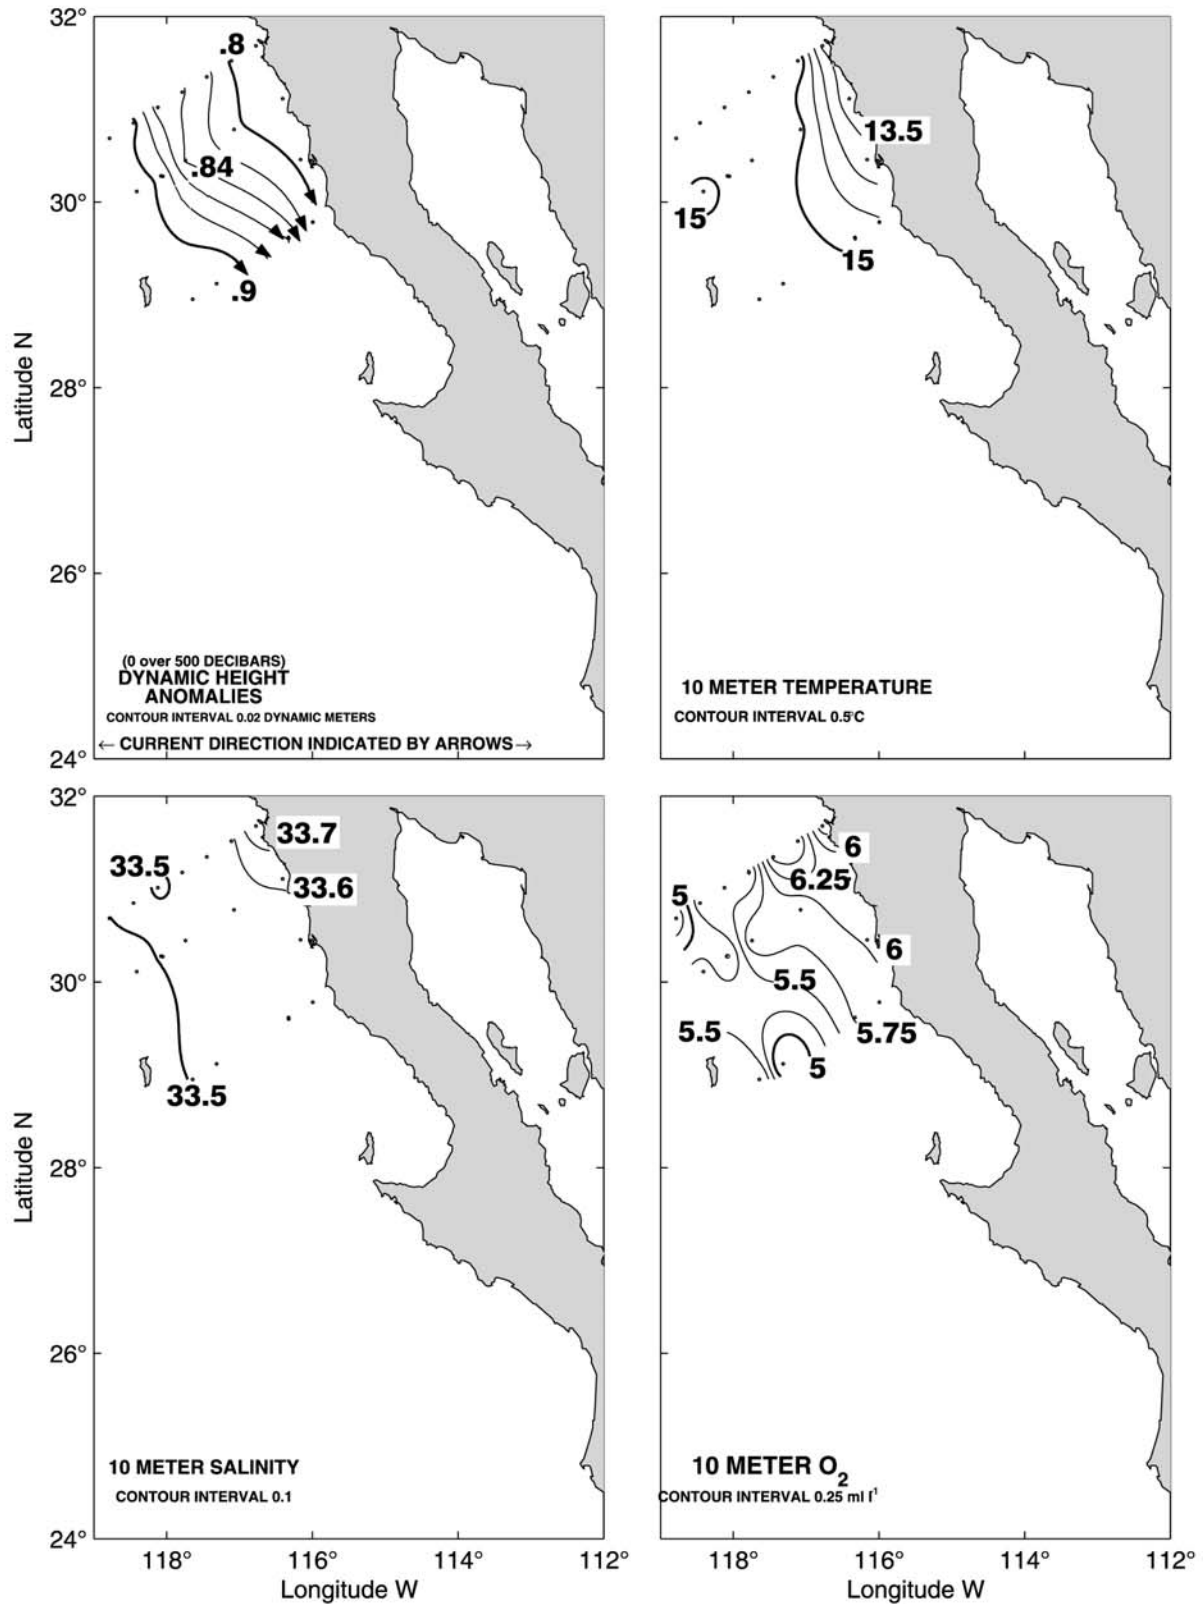 32°
30°
28°
26°
24°
Latitude N
.8
.84
.9
(0 over 500 DECIBARS)
DYNAMIC HEIGHT
ANOMALIES
CONTOUR INTERVAL 0.02 DYNAMIC METERS
← CURRENT DIRECTION INDICATED BY ARROWS →
13.5
15
15
10 METER TEMPERATURE
CONTOUR INTERVAL 0.5°C
32°
30°
28°
26°
24°
Latitude N
33.7
33.5
33.6
33.5
10 METER SALINITY
CONTOUR INTERVAL 0.1
118°
116°
114°
112°
Longitude W
6
6.25
5
6
5.5
5.5
5.75
5
10 METER O₂
CONTOUR INTERVAL 0.25 ml l⁻¹
118°
116°
114°
112°
Longitude W